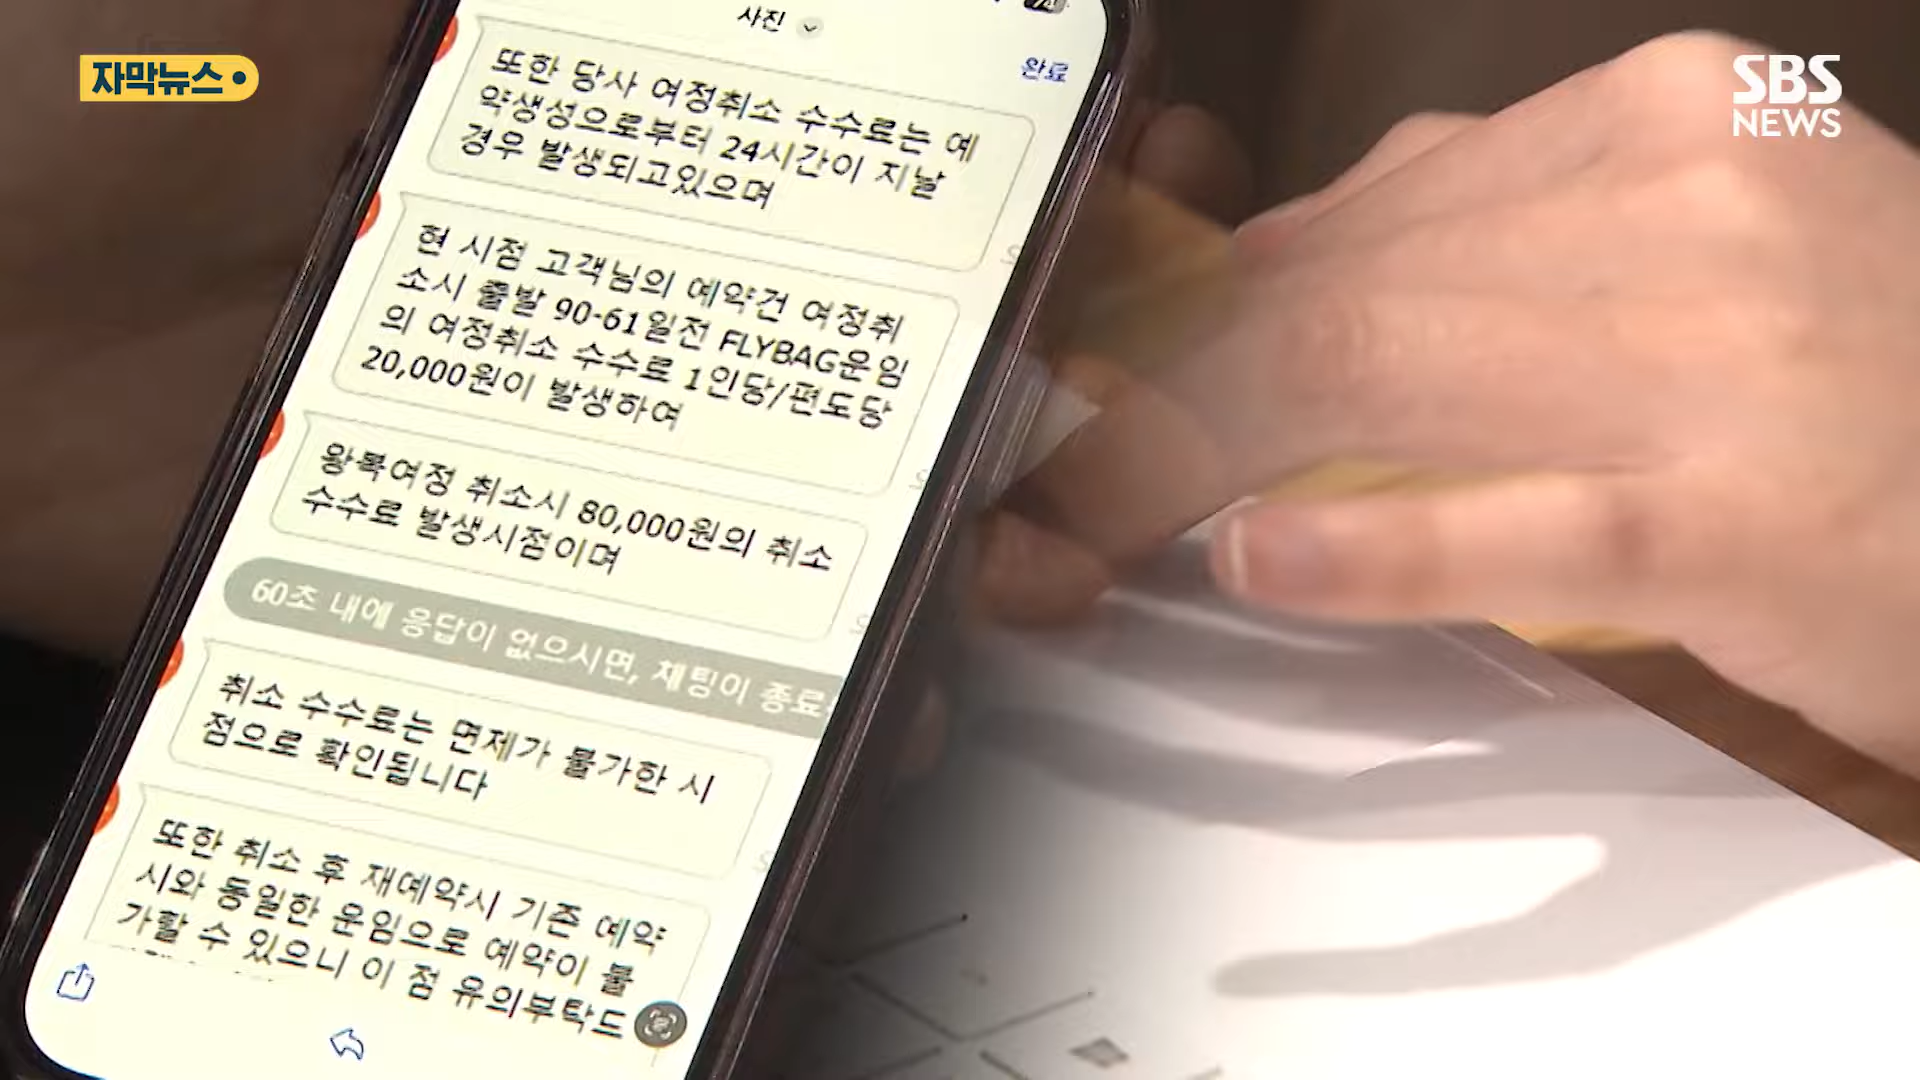 자막뉴스
SBS
NEWS
사진
완료
또한 당사 여정취소 수수료는 예
약생성으로부터 24시간이 지날
경우 발생되고있으며
현 시점 고객님의 예약건 여정취
소시 출발 90-61일전 FLYBAG운임
의 여정취소 수수료 1인당/편도당
20,000원이 발생하여
왕복여정 취소시 80,000원의 취소
수수료 발생시점이며
60초 내에 응답이 없으시면, 채팅이 종료
취소 수수료는 면제가 불가한 시
점으로 확인됩니다
또한 취소 후 재예약시 기존 예약
시와 동일한 운임으로 예약이 불
가할 수 있으니 이 점 유의부탁드